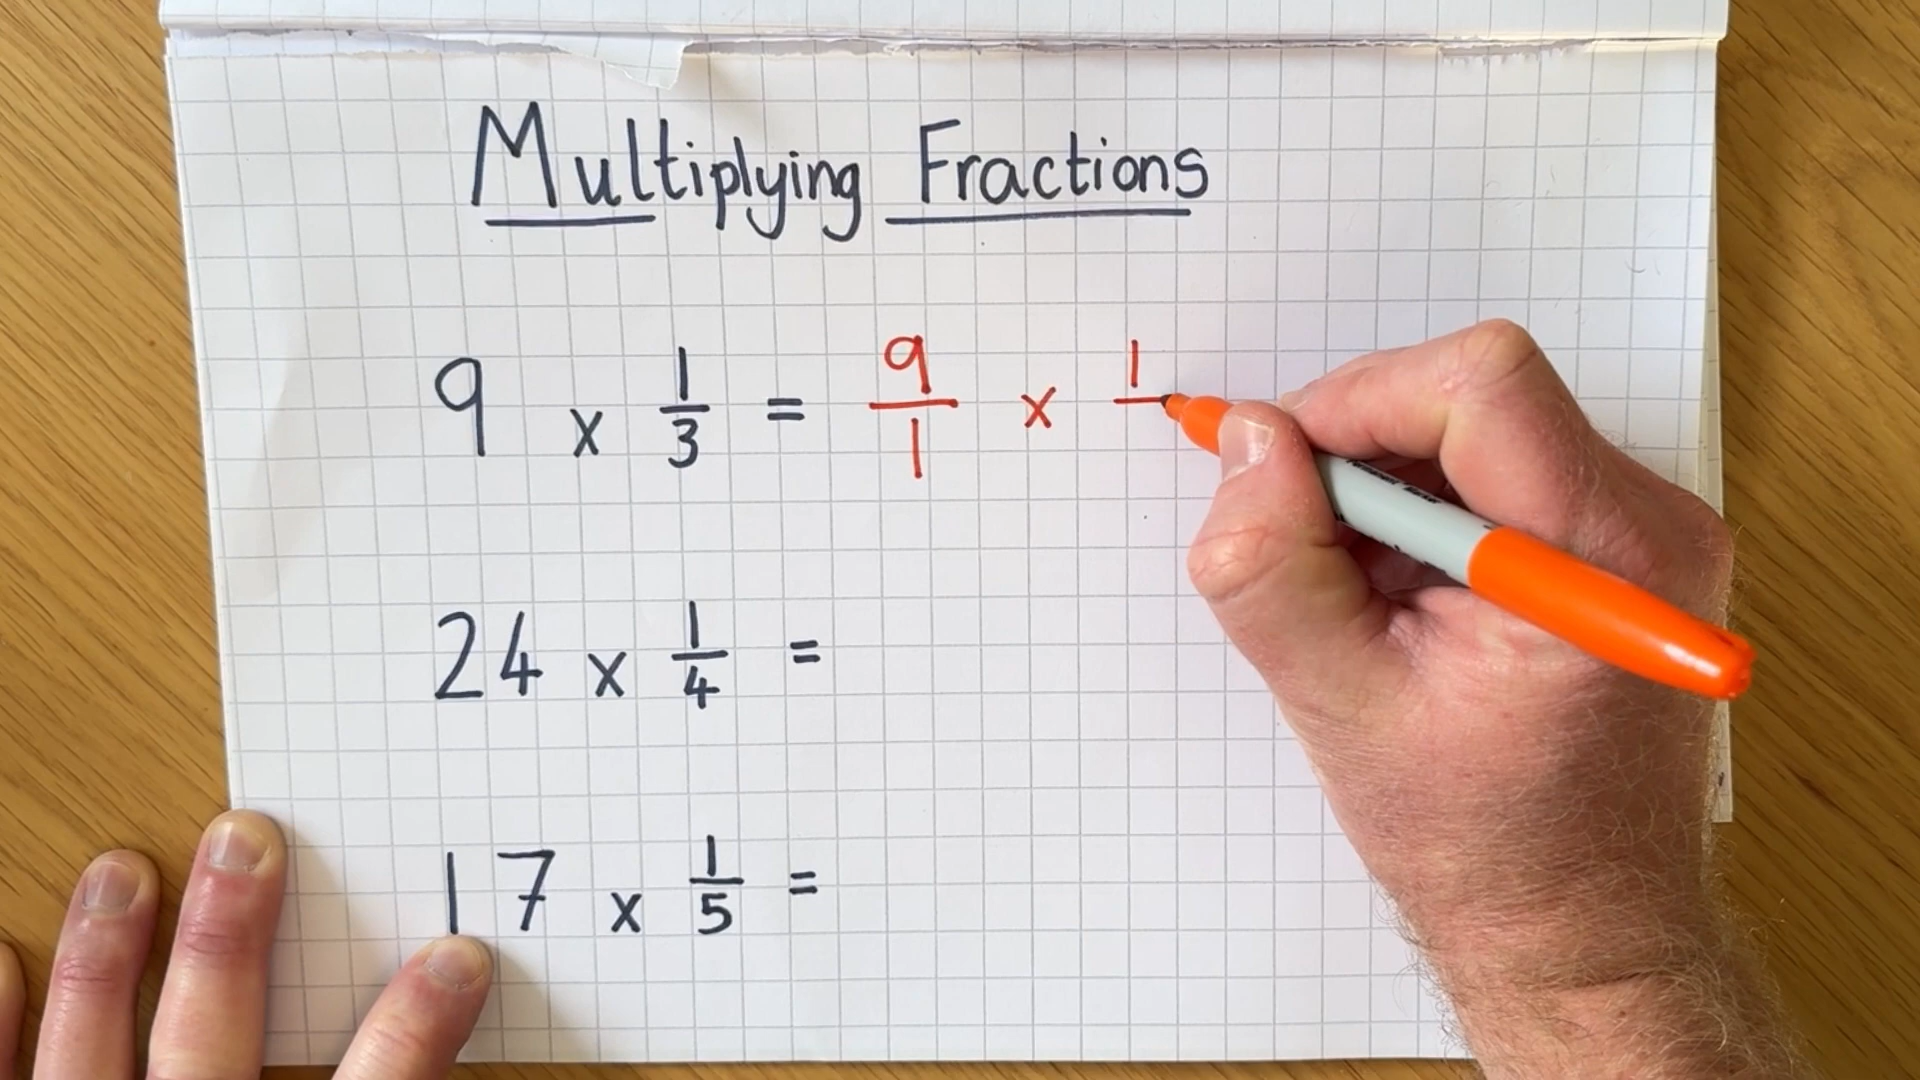 Multiplying Fractions
9 x 1/3 = 9/1 x 1
24 x 1/4 =
17 x 1/5 =